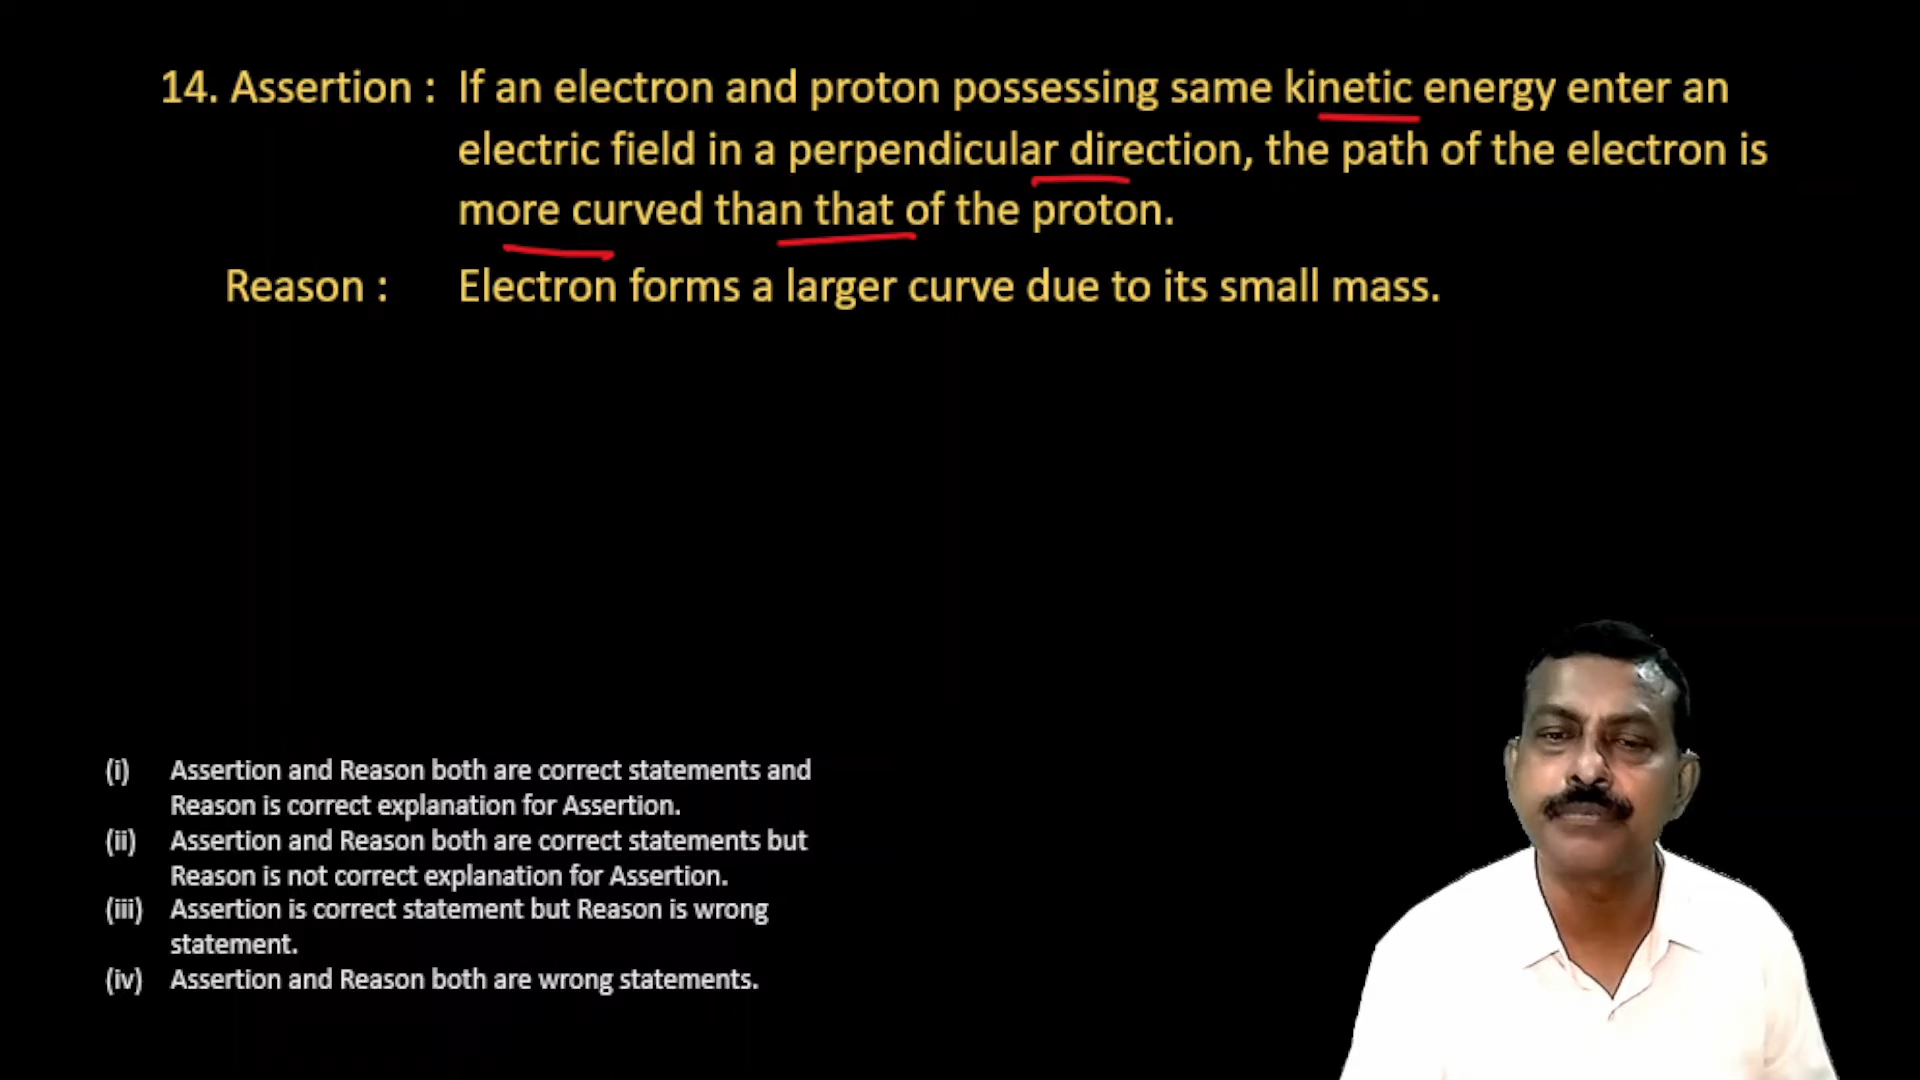 14. Assertion : If an electron and proton possessing same kinetic energy enter an
electric field in a perpendicular direction, the path of the electron is
more curved than that of the proton.
Reason : Electron forms a larger curve due to its small mass.
(i) Assertion and Reason both are correct statements and
Reason is correct explanation for Assertion.
(ii) Assertion and Reason both are correct statements but
Reason is not correct explanation for Assertion.
(iii) Assertion is correct statement but Reason is wrong
statement.
(iv) Assertion and Reason both are wrong statements.